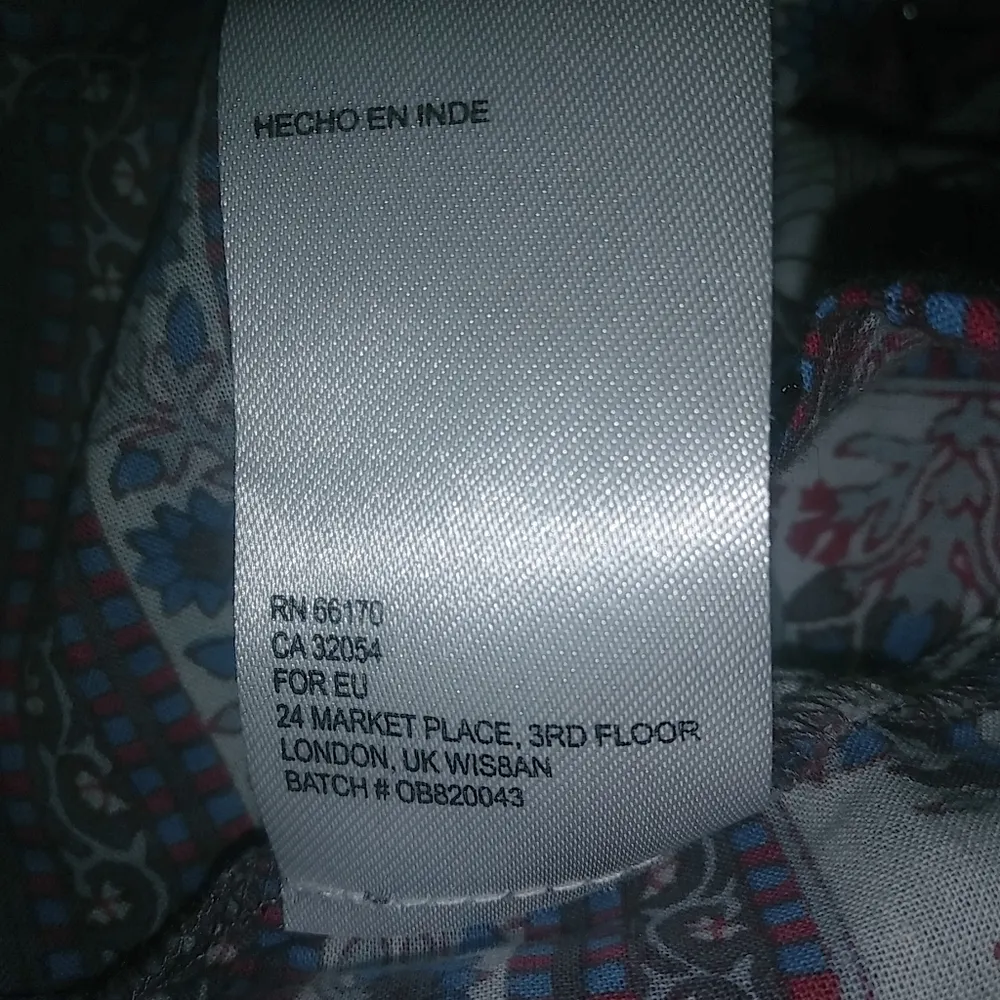 HECHO EN INDE
RN 66170
CA 32054
FOR EU
24 MARKET PLACE, 3RD FLOOR
LONDON, UK WIS8AN
BATCH # OB820043